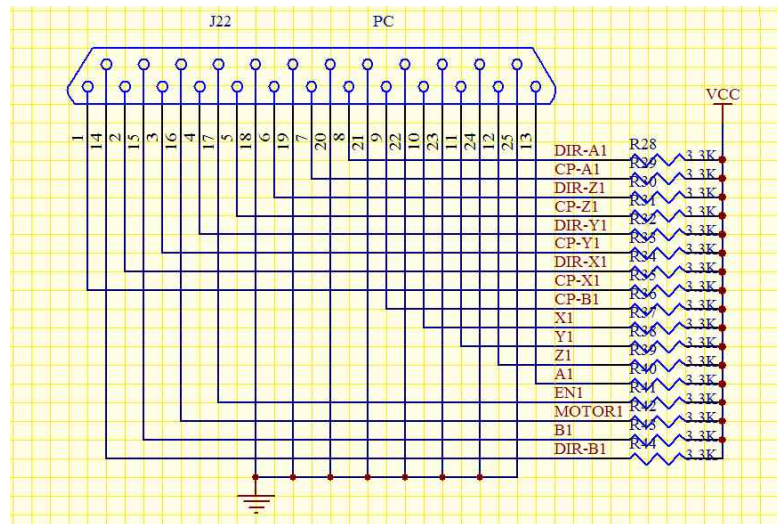 J22 PC
VCC
1 14 2 15 3 16 4 17 5 18 6 19 7 20 8 21 9 22 10 23 11 24 12 25 13
R28
DIR-A1 3.3K
R29
CP-A1 3.3K
R30
DIR-Z1 3.3K
R31
CP-Z1 3.3K
R32
DIR-Y1 3.3K
R33
CP-Y1 3.3K
R34
DIR-X1 3.3K
R35
CP-X1 3.3K
R36
CP-B1 3.3K
R37
X1 3.3K
R38
Y1 3.3K
R39
Z1 3.3K
R40
A1 3.3K
R41
EN1 3.3K
R42
MOTOR1 3.3K
R43
B1 3.3K
R44
DIR-B1 3.3K